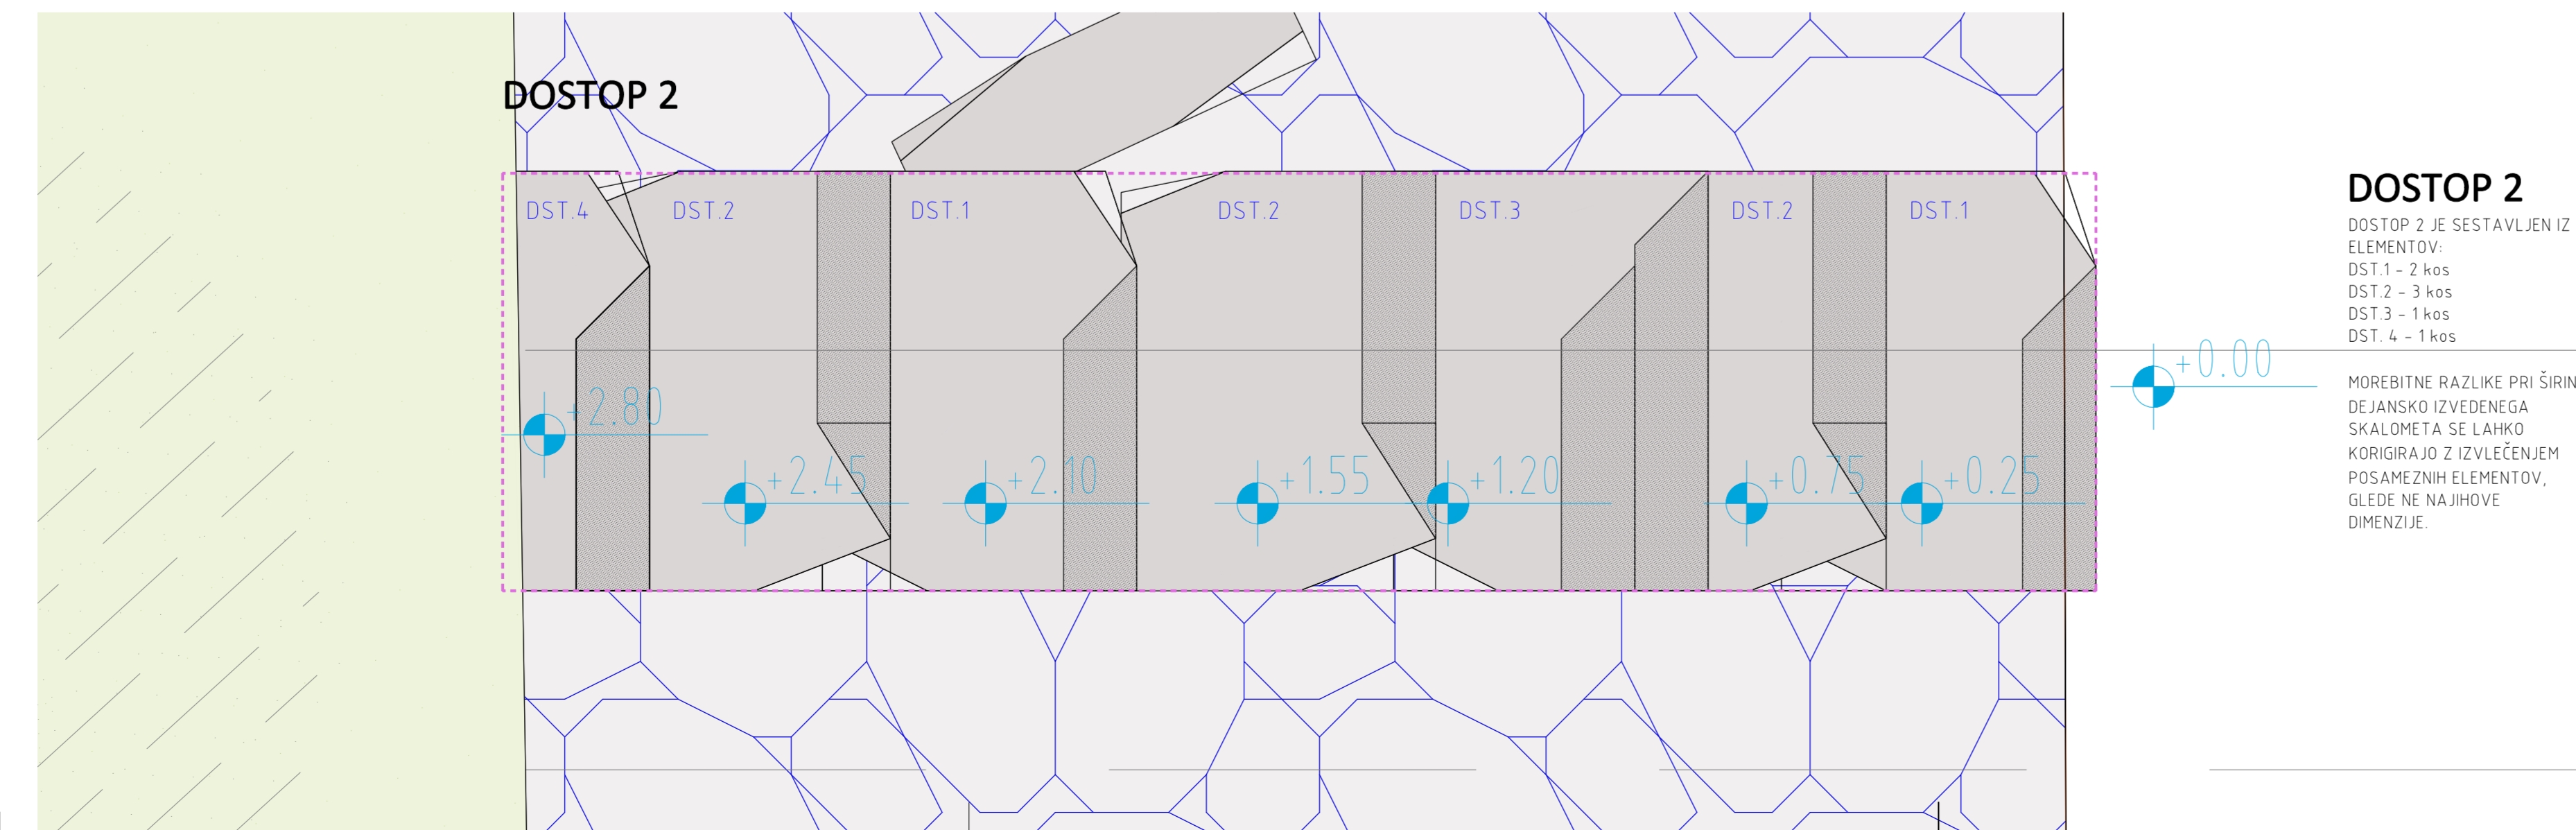 DOSTOP 2
DST.4 DST.2 DST.1 DST.2 DST.3 DST.2 DST.1
+2.80
+2.45 +2.10 +1.55 +1.20 +0.75 +0.25
+0.00
DOSTOP 2
DOSTOP 2 JE SESTAVLJEN IZ
ELEMENTOV:
DST.1 - 2 kos
DST.2 - 3 kos
DST.3 - 1 kos
DST. 4 - 1 kos
MOREBITNE RAZLIKE PRI ŠIRIN
DEJANSKO IZVEDENEGA
SKALOMETA SE LAHKO
KORIGIRAJO Z IZVLEČENJEM
POSAMEZNIH ELEMENTOV,
GLEDE NE NAJIHOVE
DIMENZIJE.